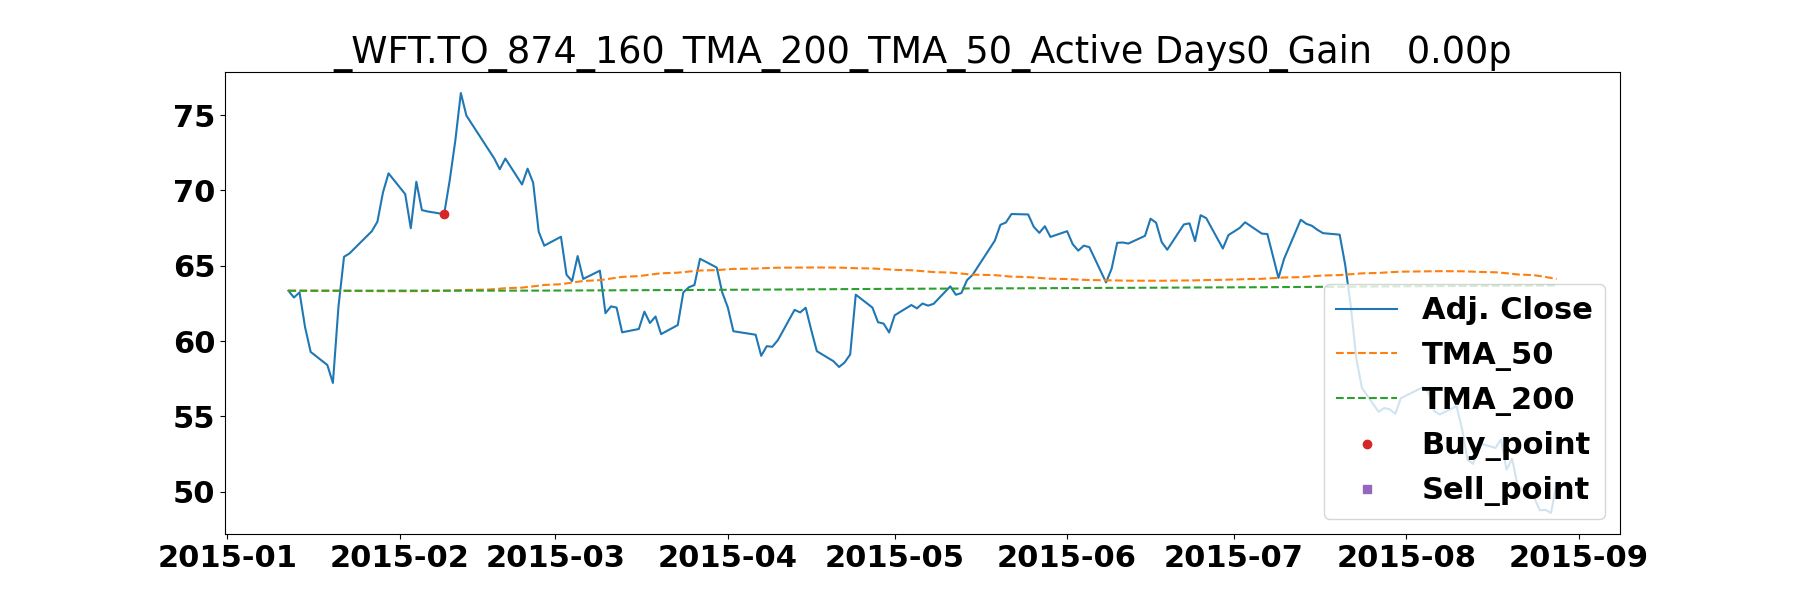 _WFT.TO_874_160_TMA_200_TMA_50_Active Days0_Gain   0.00p
75
70
65
60
55
50
Adj. Close
TMA_50
TMA_200
Buy_point
Sell_point
2015-01 2015-02 2015-03 2015-04 2015-05 2015-06 2015-07 2015-08 2015-09